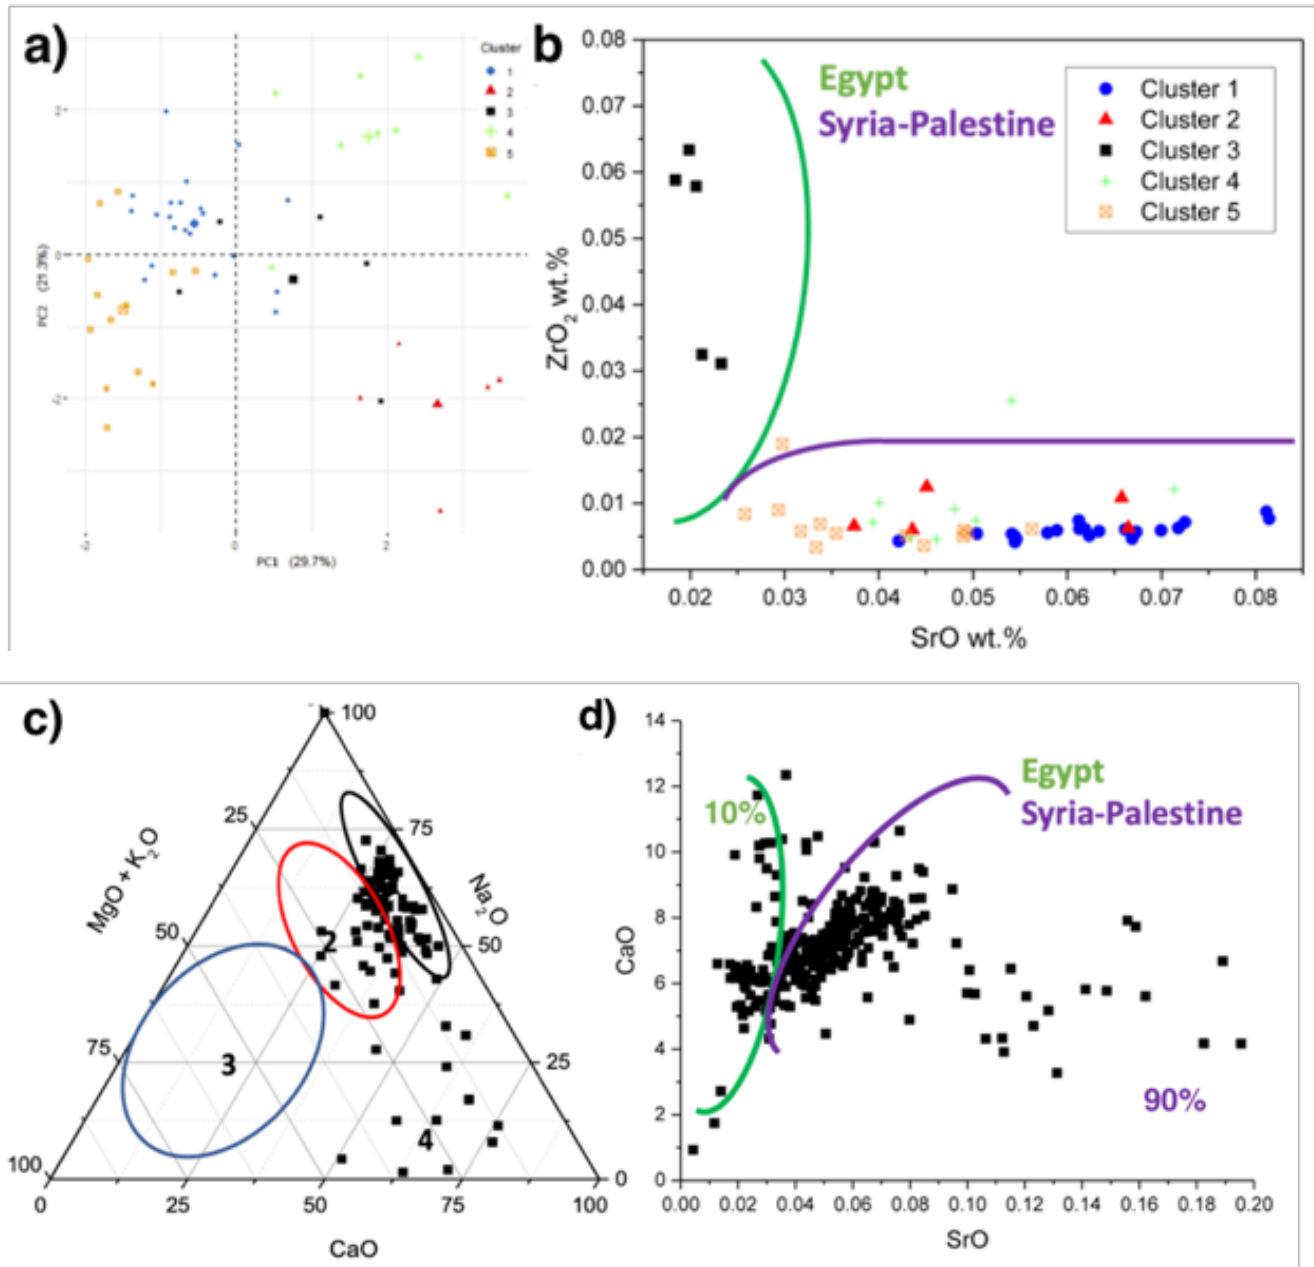 a)
Cluster
1
2
3
4
5
PC2 (21.3%)
0
0
PC1 (29.7%)
b
0.08
0.07
0.06
0.05
0.04
0.03
0.02
0.01
0.00
ZrO2 wt.%
Egypt
Syria-Palestine
Cluster 1
Cluster 2
Cluster 3
Cluster 4
Cluster 5
0.02 0.03 0.04 0.05 0.06 0.07 0.08
SrO wt.%
c)
100
25
75
MgO + K2O
Na2O
50
50
2
75
3
25
4
100
0
0 25 50 75 100
CaO
d)
14
12
10
8
6
4
2
0
CaO
Egypt
Syria-Palestine
10%
90%
0.00 0.02 0.04 0.06 0.08 0.10 0.12 0.14 0.16 0.18 0.20
SrO